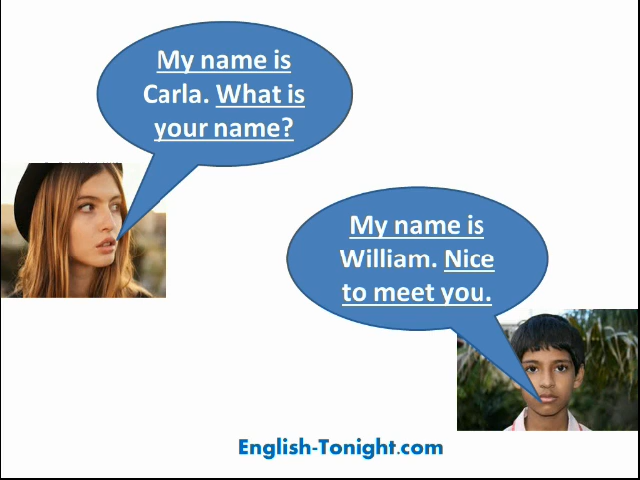 My name is
Carla. What is
your name?
My name is
William. Nice
to meet you.
English-Tonight.com